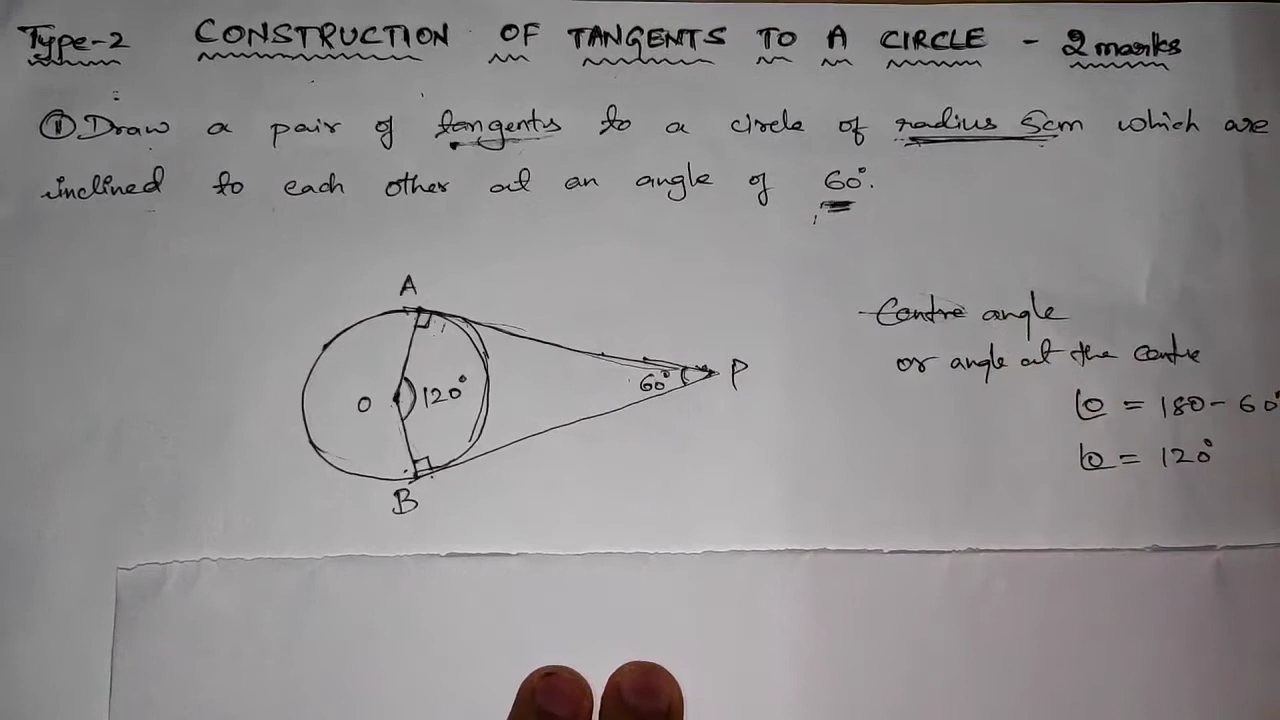 Type-2 CONSTRUCTION OF TANGENTS TO A CIRCLE - 2 marks
① Draw a pair of tangents to a circle of radius 5cm which are
inclined to each other at an angle of 60°.
A
Centre angle
or angle at the centre
60° P
O 120°
∠O = 180 - 60°
∠O = 120°
B